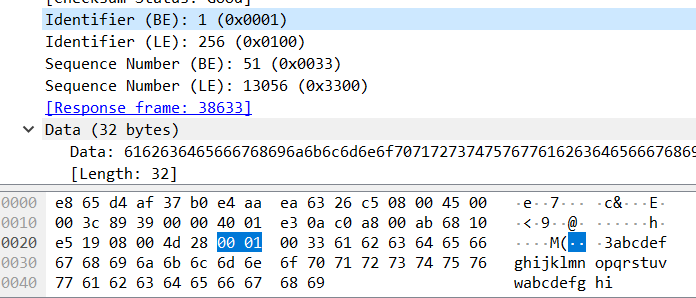 [Checksum Status: Good]
Identifier (BE): 1 (0x0001)
Identifier (LE): 256 (0x0100)
Sequence Number (BE): 51 (0x0033)
Sequence Number (LE): 13056 (0x3300)
[Response frame: 38633]
Data (32 bytes)
Data: 6162636465666768696a6b6c6d6e6f7071727374757677616263646566676869
[Length: 32]
0000 e8 65 d4 af 37 b0 e4 aa ea 63 26 c5 08 00 45 00 ·e··7··· ·c&···E·
0010 00 3c 89 39 00 00 40 01 e3 0a c0 a8 00 ab 68 10 ·<·9··@· ······h·
0020 e5 19 08 00 4d 28 00 01 00 33 61 62 63 64 65 66 ····M(·· ·3abcdef
0030 67 68 69 6a 6b 6c 6d 6e 6f 70 71 72 73 74 75 76 ghijklmn opqrstuv
0040 77 61 62 63 64 65 66 67 68 69 wabcdefg hi